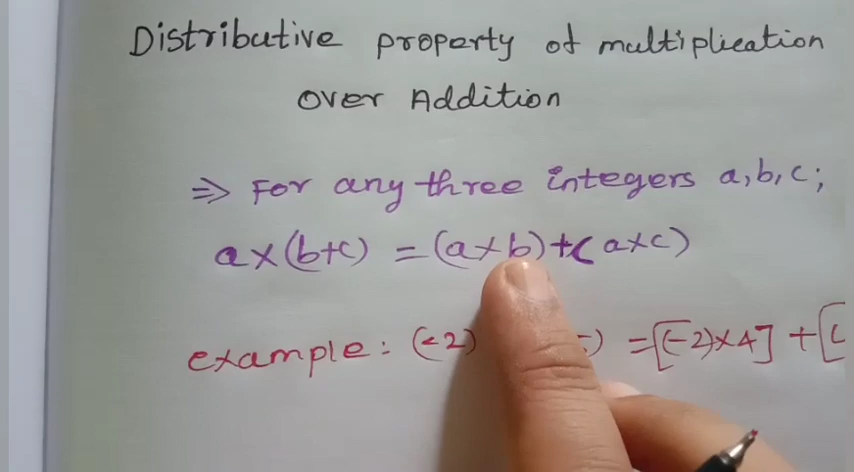 Distributive property of multiplication
over Addition
⇒ For any three integers a,b,c;
a×(b+c) = (a×b)+(a×c)
example: (-2) ) =[(-2)×4] +[(